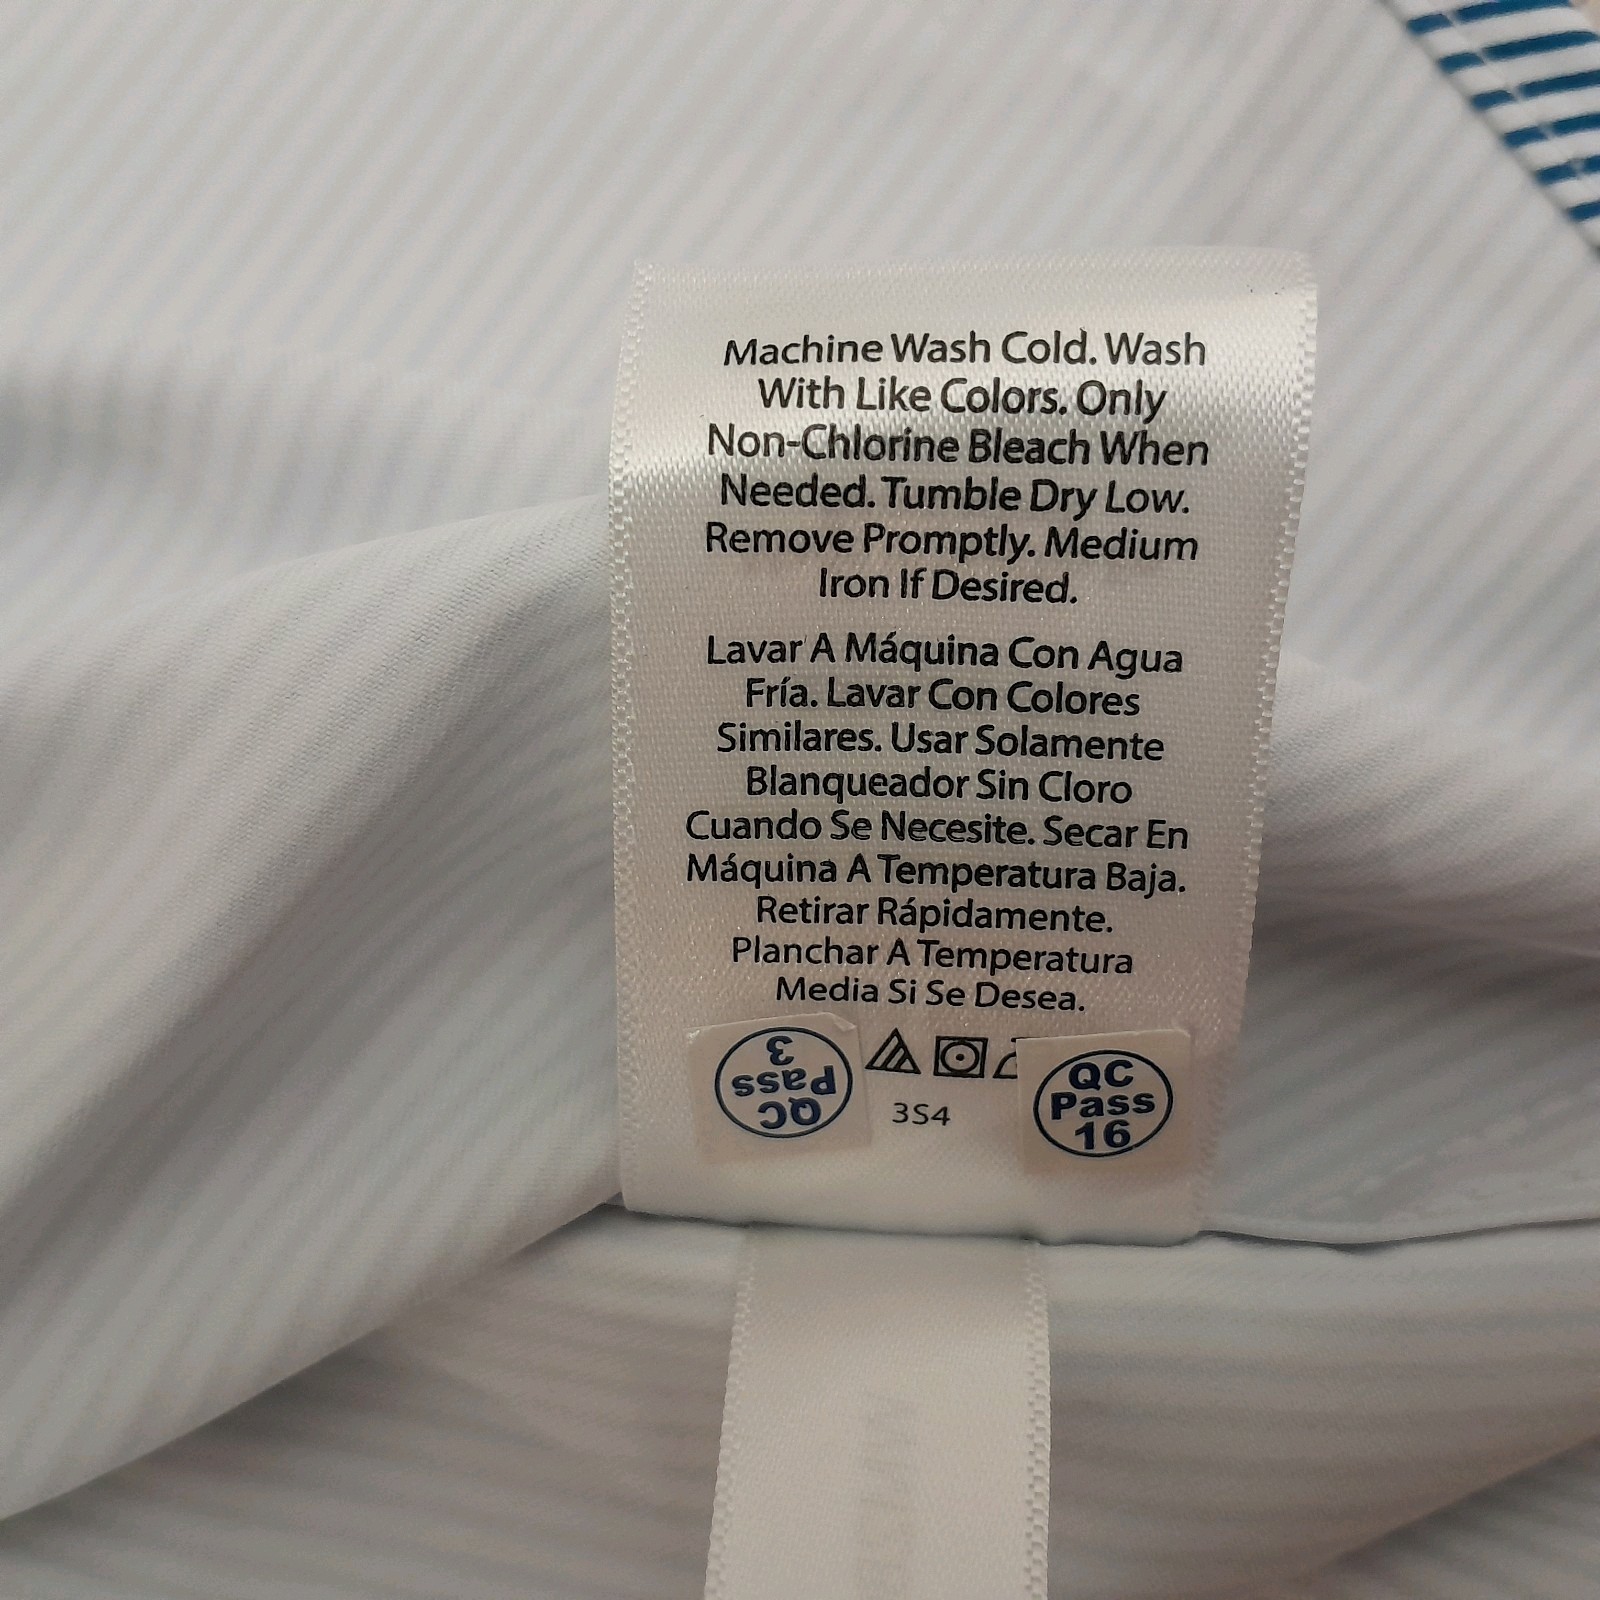 Machine Wash Cold. Wash
With Like Colors. Only
Non-Chlorine Bleach When
Needed. Tumble Dry Low.
Remove Promptly. Medium
Iron If Desired.
Lavar A Máquina Con Agua
Fría. Lavar Con Colores
Similares. Usar Solamente
Blanqueador Sin Cloro
Cuando Se Necesite. Secar En
Máquina A Temperatura Baja.
Retirar Rápidamente.
Planchar A Temperatura
Media Si Se Desea.
QC
Pass
3
3S4
QC
Pass
16